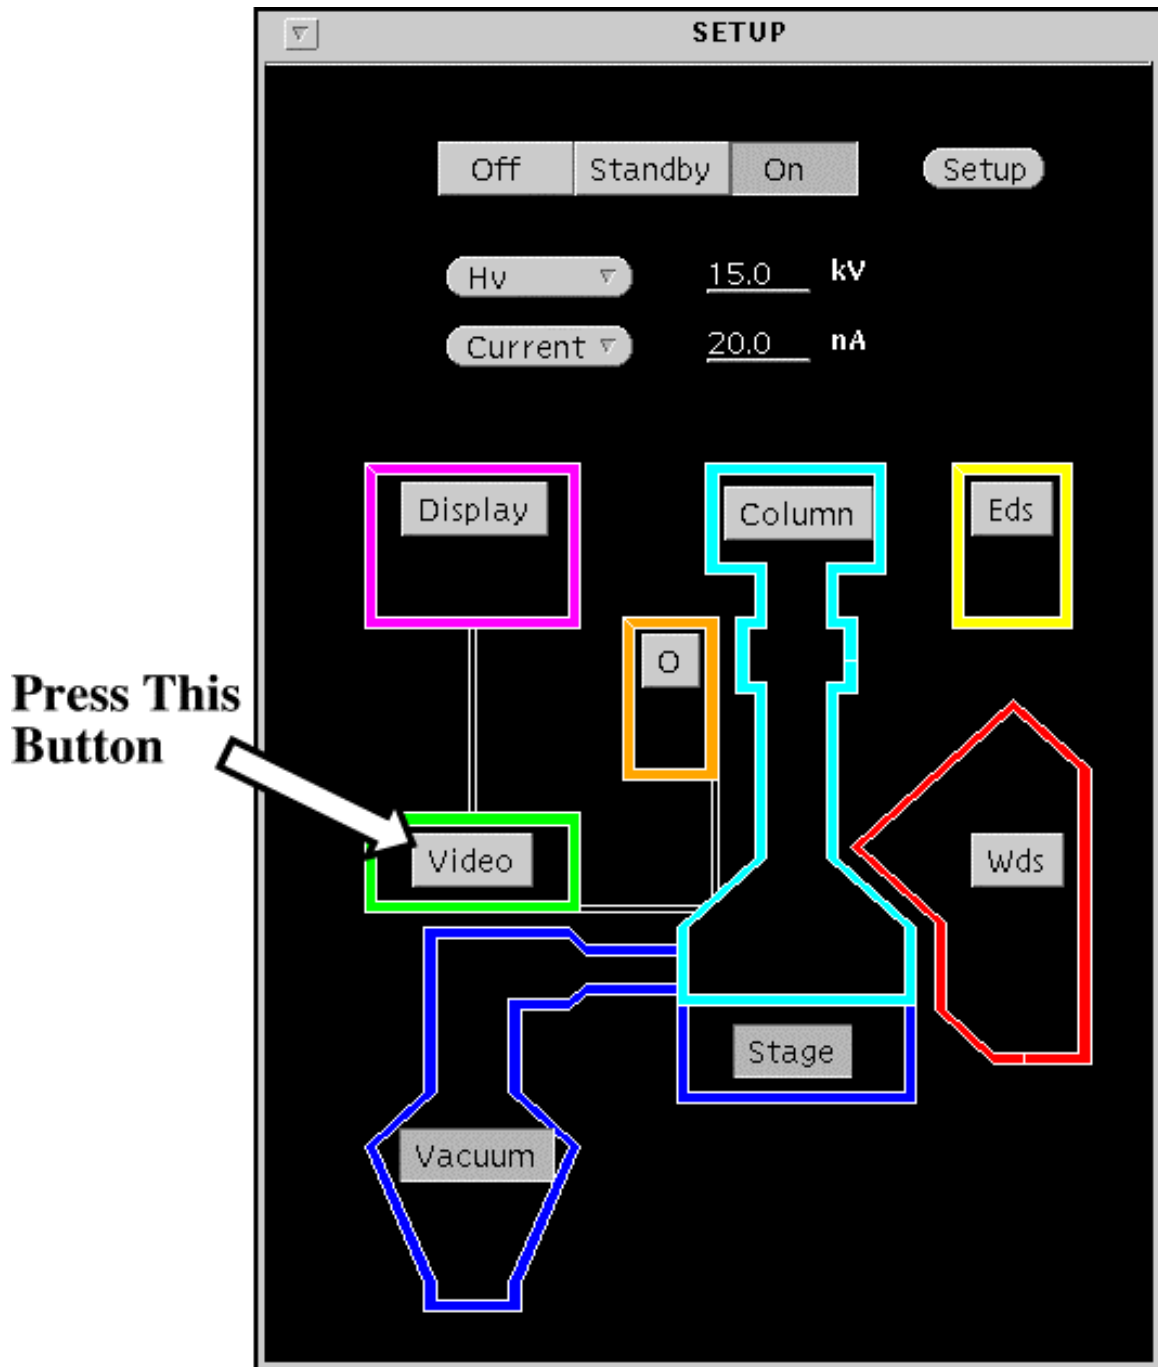 SETUP
Off Standby On Setup
Hv 15.0 kV
Current 20.0 nA
Display Column Eds
O
Press This
Button
Video Wds
Stage
Vacuum